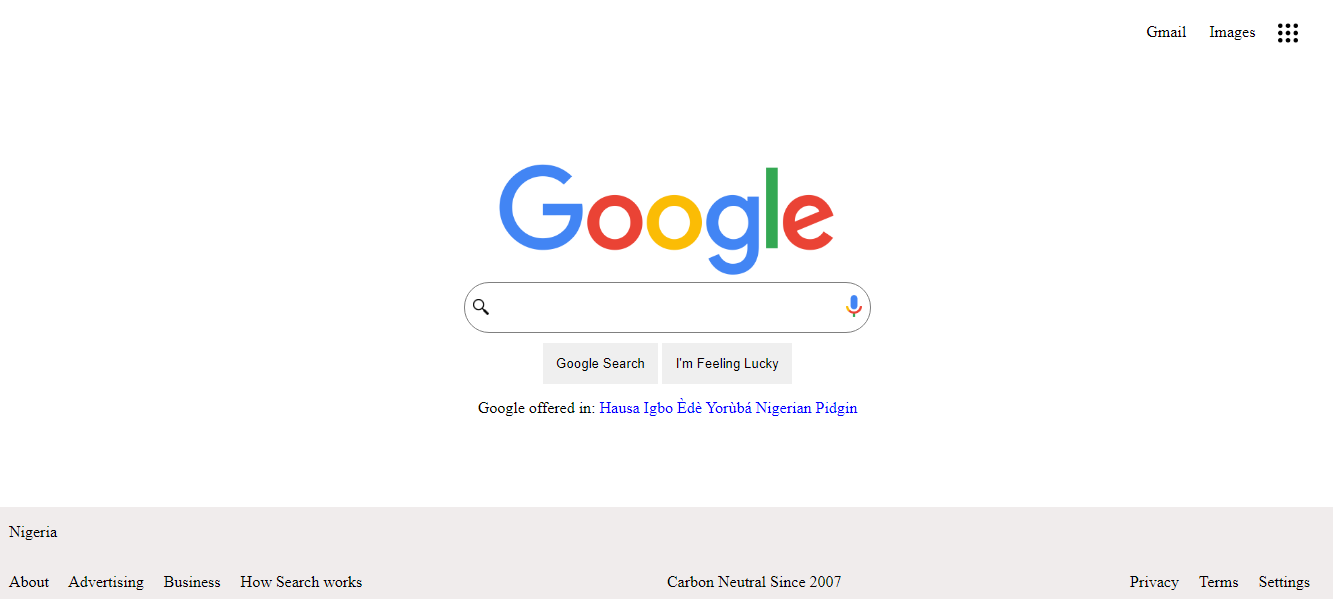 Gmail Images
Google
Google Search I'm Feeling Lucky
Google offered in: Hausa Igbo Èdè Yorùbá Nigerian Pidgin
Nigeria
About Advertising Business How Search works Carbon Neutral Since 2007 Privacy Terms Settings